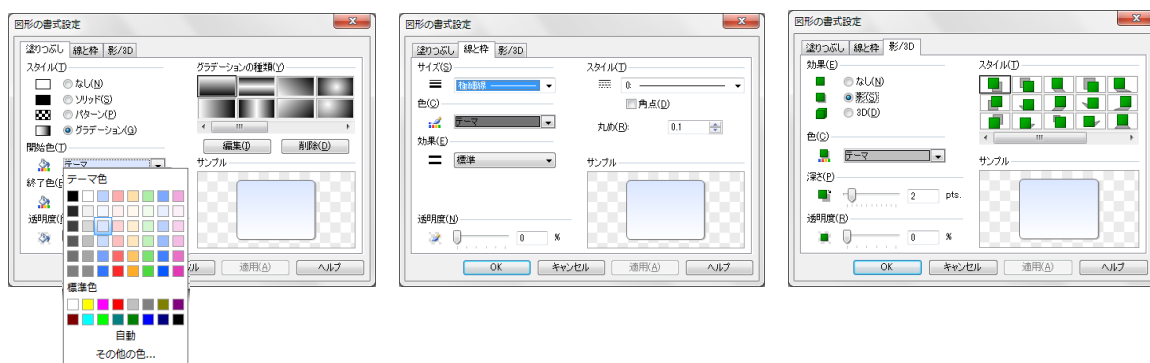 図形の書式設定
塗りつぶし 線と枠 影/3D
スタイル(T)
なし(N)
ソリッド(S)
パターン(P)
グラデーション(G)
開始色(T)
テーマ
終了色(E
透明度(
グラデーションの種類(Y)
編集(I) 削除(D)
サンプル
適用(A) ヘルプ
テーマ色
標準色
自動
その他の色...
図形の書式設定
塗りつぶし 線と枠 影/3D
サイズ(S)
極細線
色(C)
テーマ
効果(E)
標準
透明度(N)
0 %
スタイル(T)
0:
角点(D)
丸め(R): 0.1
サンプル
OK キャンセル 適用(A) ヘルプ
図形の書式設定
塗りつぶし 線と枠 影/3D
効果(E)
なし(N)
影(S)
3D(D)
色(C)
テーマ
深さ(P)
2 pts.
透明度(R)
0 %
スタイル(T)
サンプル
OK キャンセル 適用(A) ヘルプ